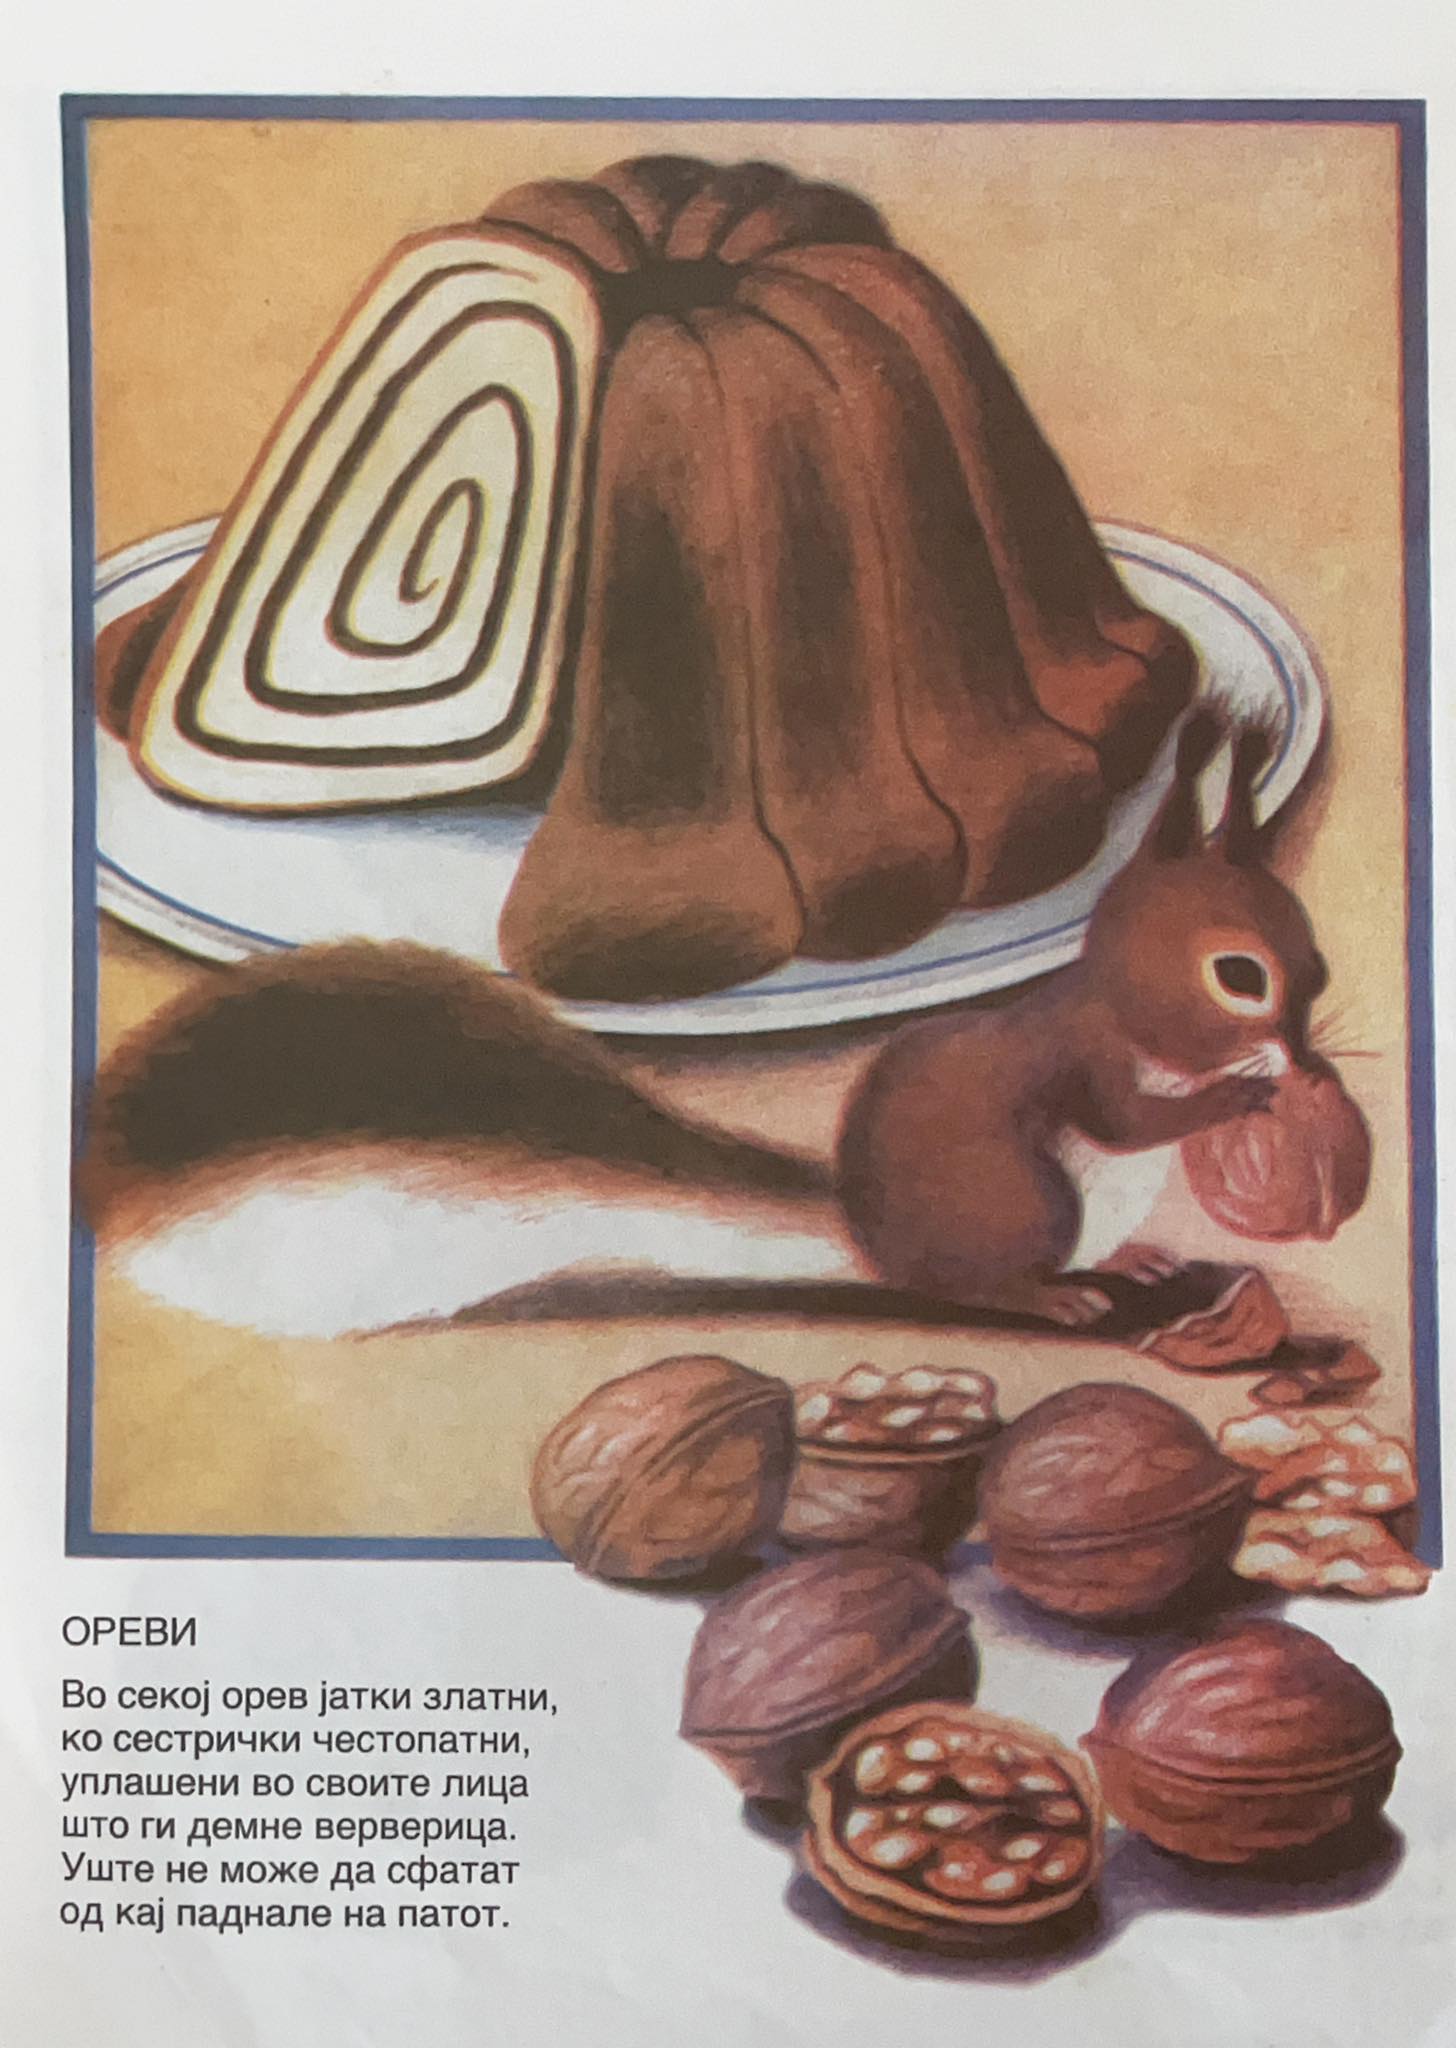 ОРЕВИ
Во секој орев јатки златни,
ко сестрички честопатни,
уплашени во своите лица
што ги демне верверица.
Уште не може да сфатат
од кај паднале на патот.